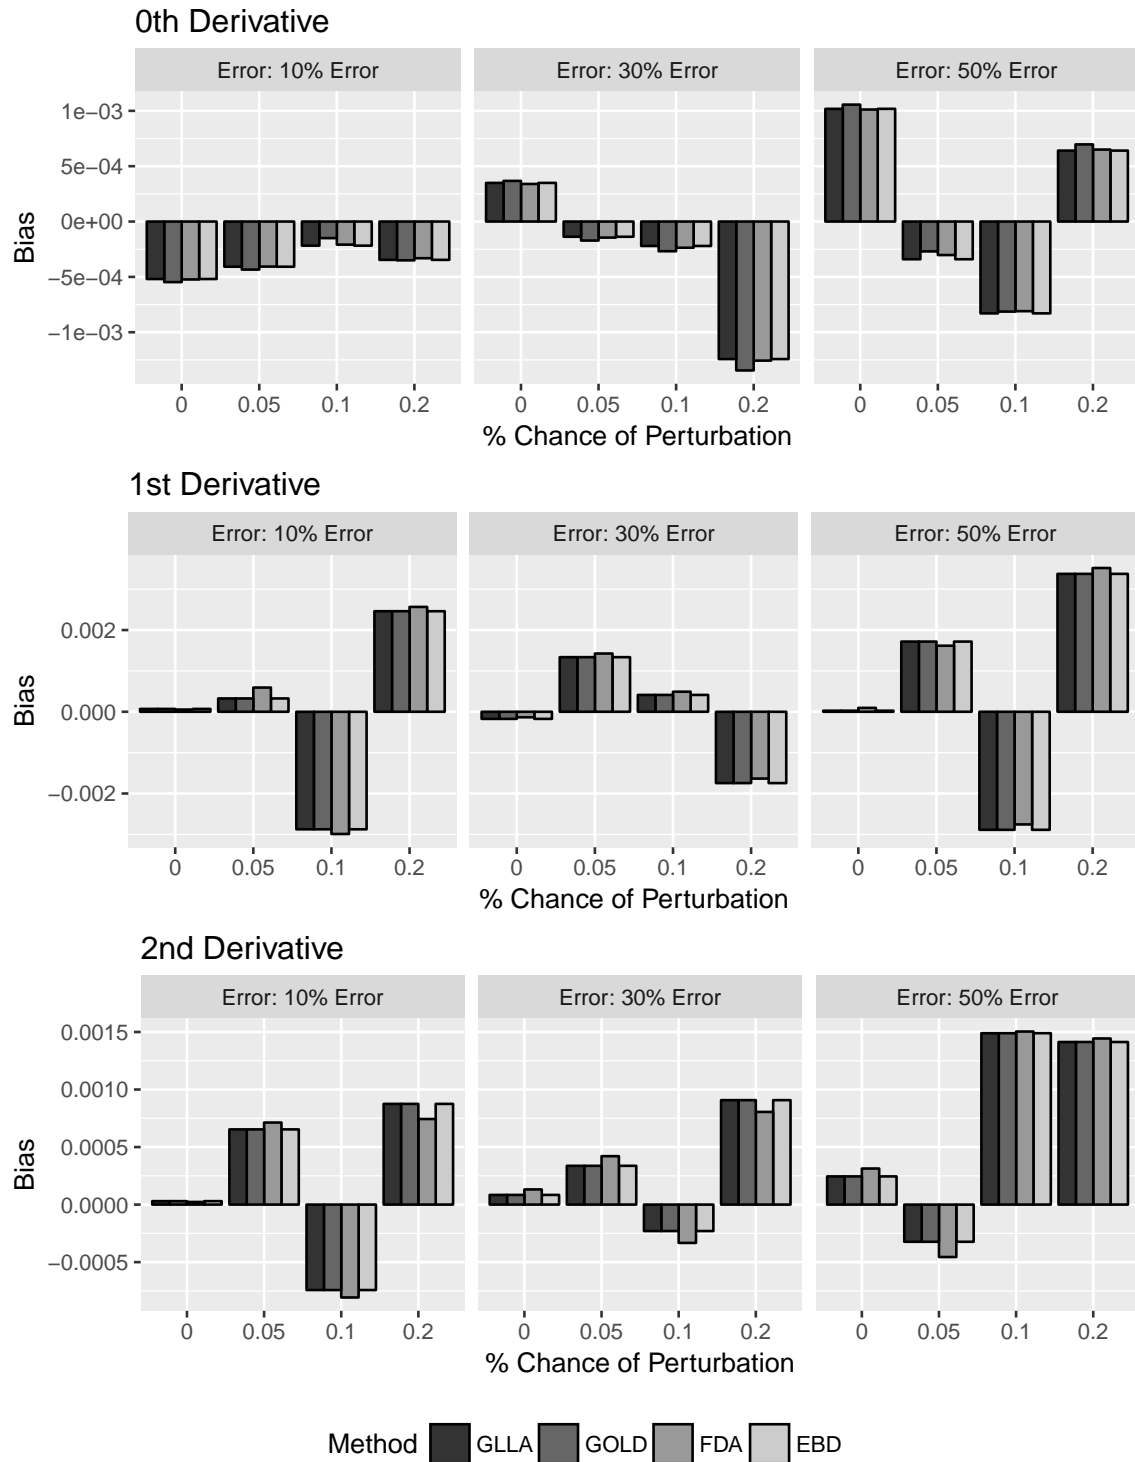 0th Derivative
Error: 10% Error
Error: 30% Error
Error: 50% Error
Bias
1e−03
5e−04
0e+00
−5e−04
−1e−03
0 0.05 0.1 0.2
0 0.05 0.1 0.2
0 0.05 0.1 0.2
% Chance of Perturbation
1st Derivative
Error: 10% Error
Error: 30% Error
Error: 50% Error
Bias
0.002
0.000
−0.002
0 0.05 0.1 0.2
0 0.05 0.1 0.2
0 0.05 0.1 0.2
% Chance of Perturbation
2nd Derivative
Error: 10% Error
Error: 30% Error
Error: 50% Error
Bias
0.0015
0.0010
0.0005
0.0000
−0.0005
0 0.05 0.1 0.2
0 0.05 0.1 0.2
0 0.05 0.1 0.2
% Chance of Perturbation
Method GLLA GOLD FDA EBD